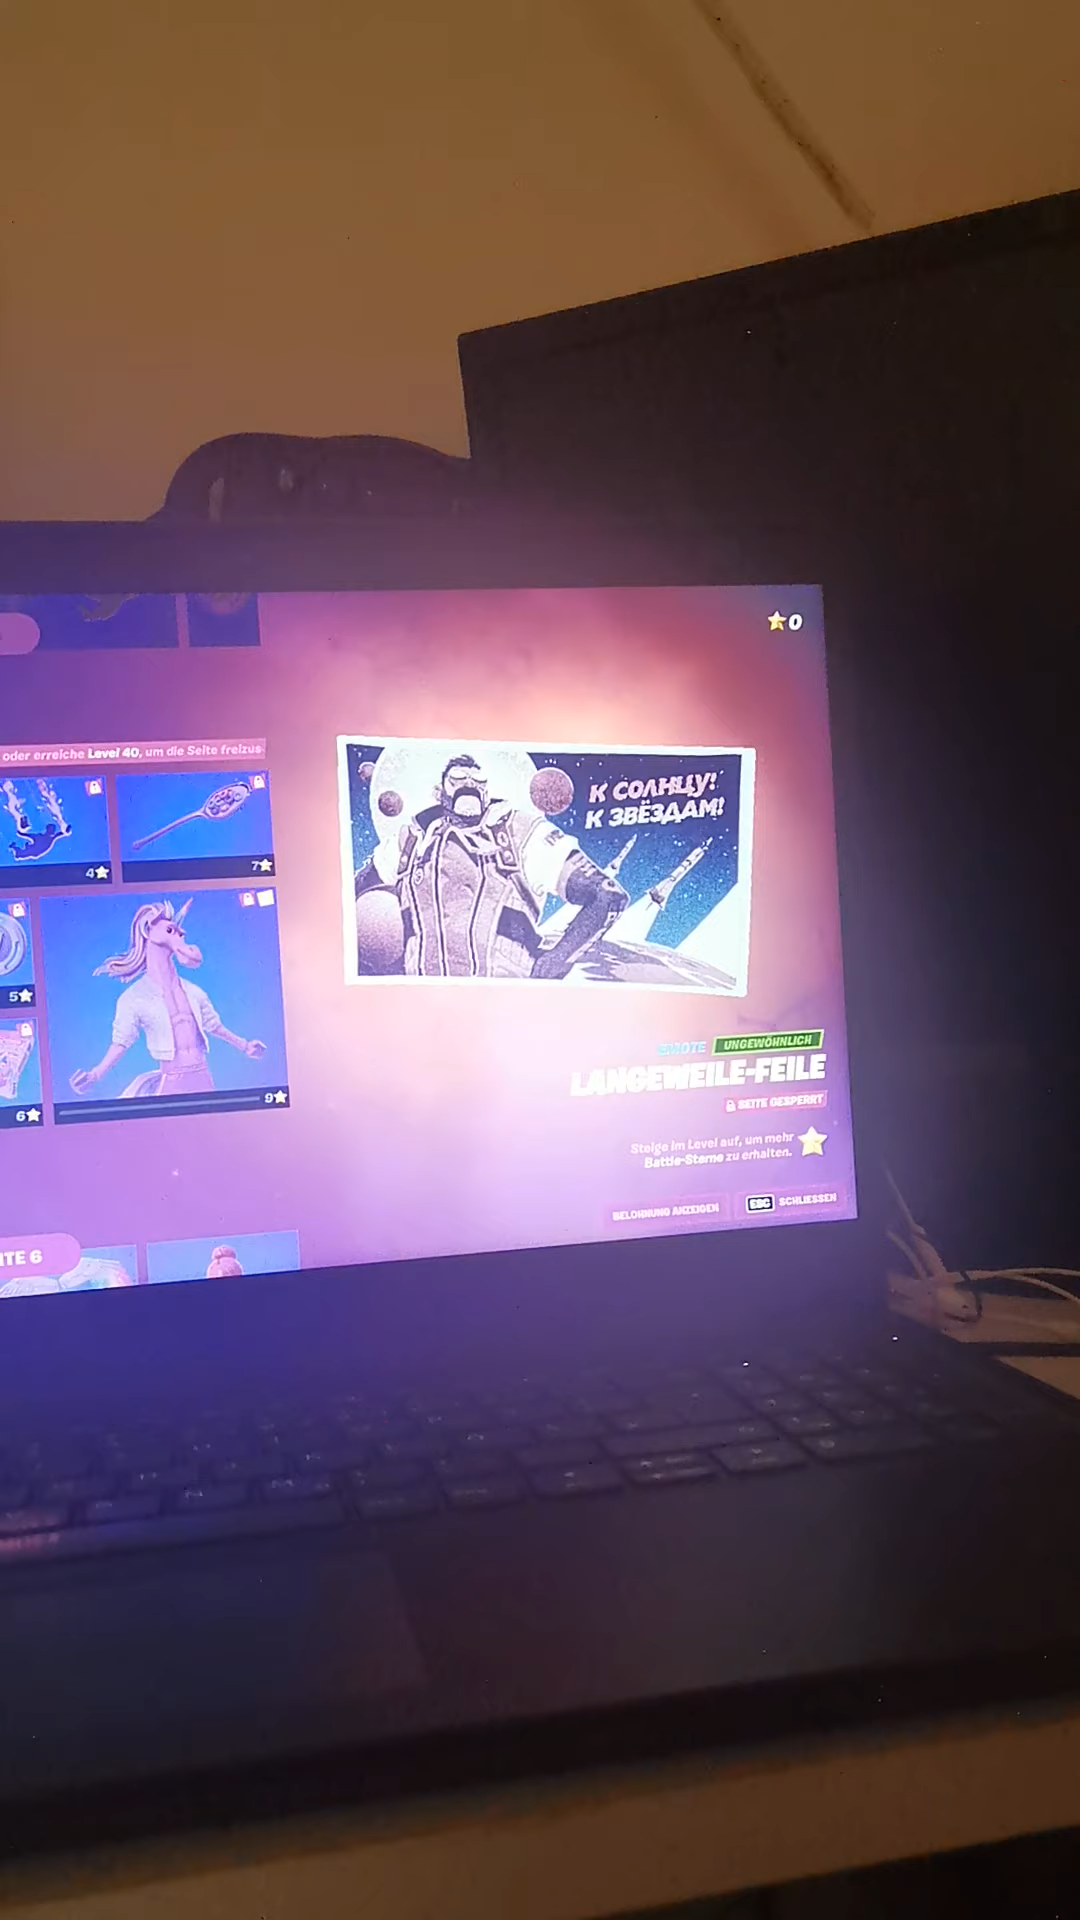 0
oder erreiche Level 40, um die Seite freizus
4
7
К СОЛНЦУ!
К ЗВЁЗДАМ!
5
6
9
EMOTE UNGEWÖHNLICH
LANGEWEILE-FEILE
SEITE GESPERRT
Steige im Level auf, um mehr
Battle-Sterne zu erhalten.
BELOHNUNG ANZEIGEN ESC SCHLIESSEN
ITE 6